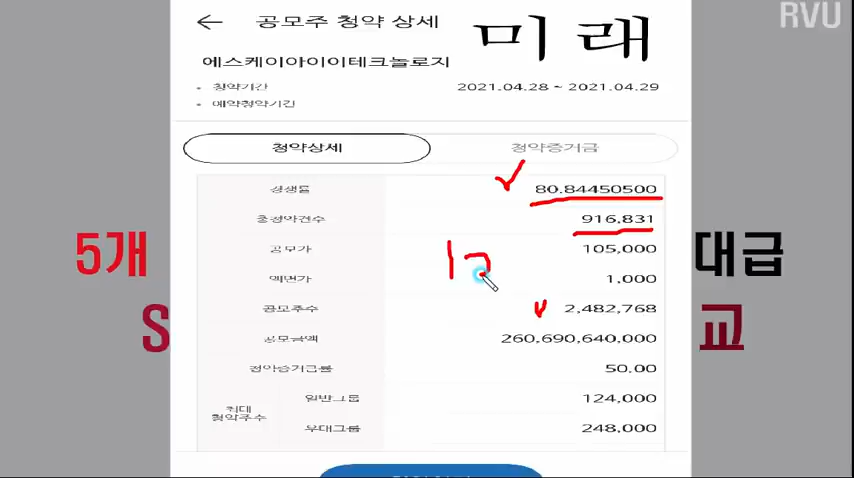 RVU
← 공모주 청약 상세
미래
에스케이아이이테크놀로지
청약기간 2021.04.28 ~ 2021.04.29
예약청약기간
청약상세 청약증거금
경쟁률 80.84450500
총청약건수 916,831
공모가 105,000
액면가 1,000
공모주수 2,482,768
공모금액 260,690,640,000
청약증거금률 50.00
최대 청약주수
일반그룹 124,000
우대그룹 248,000
5개 대급
S 교